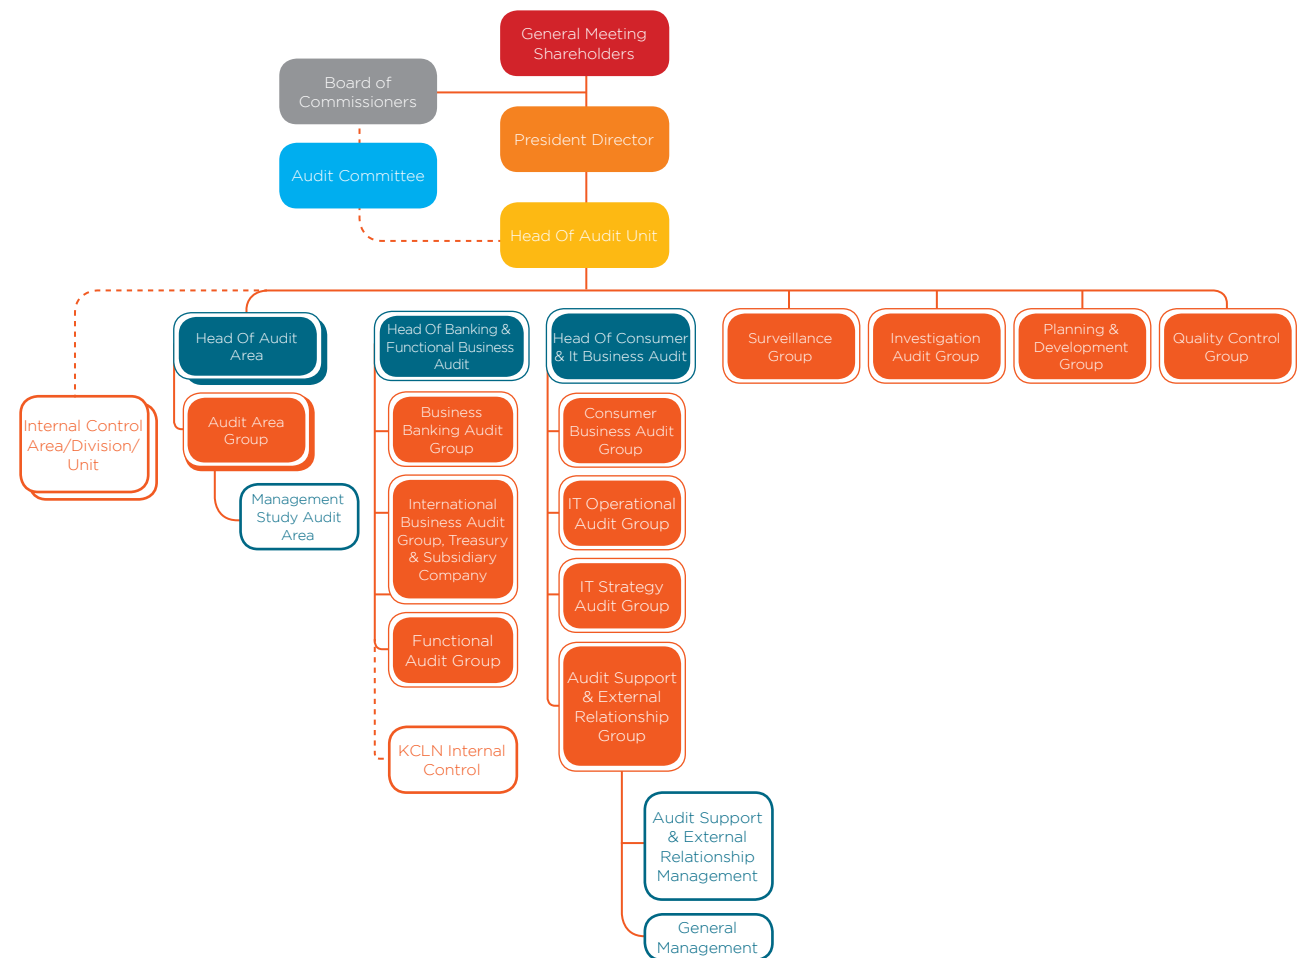 General Meeting
Shareholders
Board of
Commissioners
President Director
Audit Committee
Head Of Audit Unit
Head Of Audit
Area
Head Of Banking &
Functional Business
Audit
Head Of Consumer
& It Business Audit
Surveillance
Group
Investigation
Audit Group
Planning &
Development
Group
Quality Control
Group
Internal Control
Area/Division/
Unit
Audit Area
Group
Management
Study Audit
Area
Business
Banking Audit
Group
International
Business Audit
Group, Treasury
& Subsidiary
Company
Functional
Audit Group
KCLN Internal
Control
Consumer
Business Audit
Group
IT Operational
Audit Group
IT Strategy
Audit Group
Audit Support
& External
Relationship
Group
Audit Support
& External
Relationship
Management
General
Management